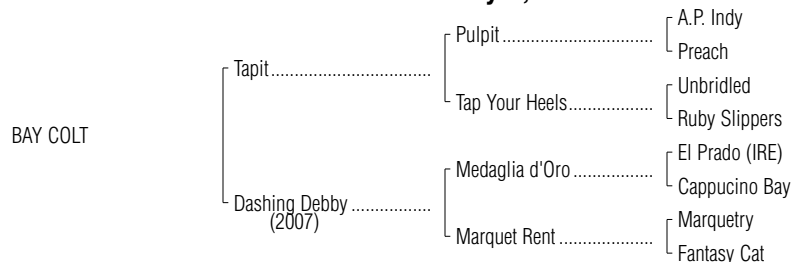 A.P. Indy
Pulpit
Preach
Tapit
Unbridled
Tap Your Heels
Ruby Slippers
BAY COLT
El Prado (IRE)
Medaglia d'Oro
Cappucino Bay
Dashing Debby
(2007)
Marquetry
Marquet Rent
Fantasy Cat